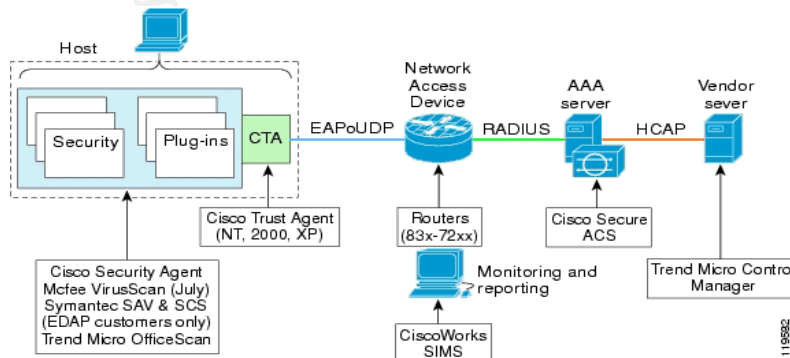 Host
Network
Access
Device
AAA
server
Vendor
sever
Security
Plug-ins
CTA
EAPoUDP
RADIUS
HCAP
Cisco Trust Agent
(NT, 2000, XP)
Routers
(83x-72xx)
Cisco Secure
ACS
Cisco Security Agent
Mcfee VirusScan (July)
Symantec SAV & SCS
(EDAP customers only)
Trend Micro OfficeScan
Monitoring and
reporting
Trend Micro Control
Manager
CiscoWorks
SIMS
119582